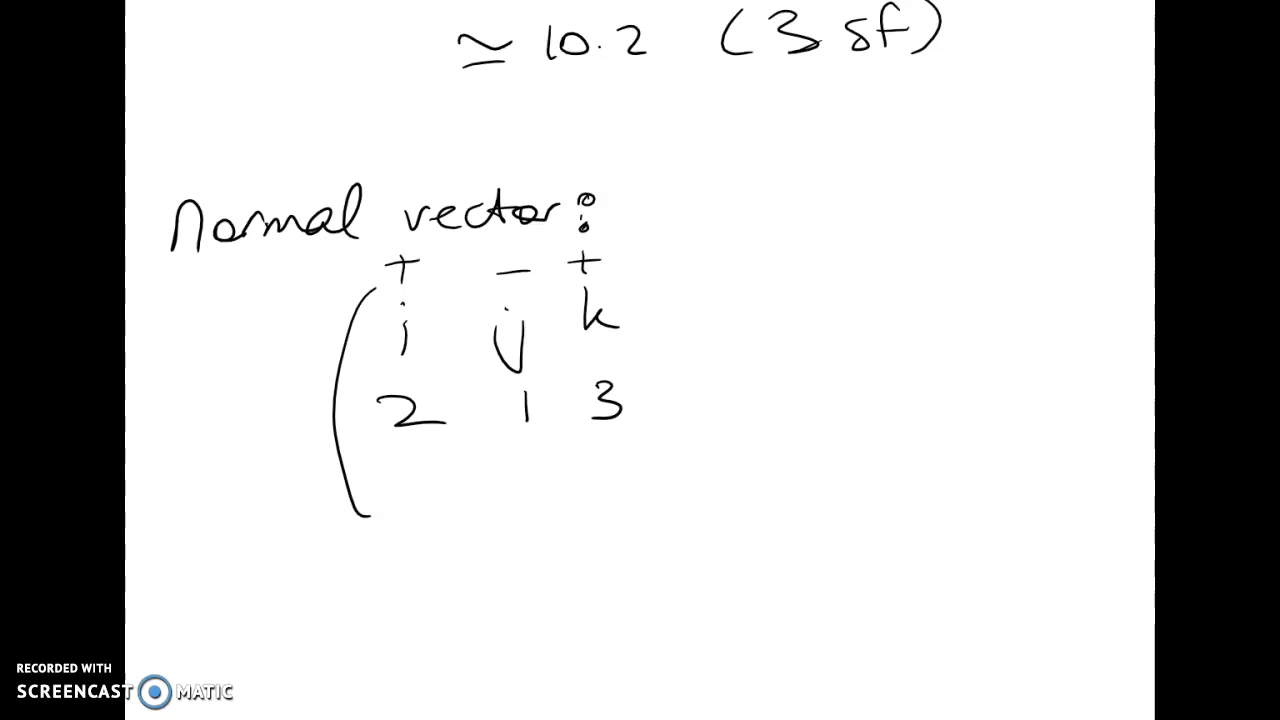 ≃ 10.2 (3 sf)
Normal vector:
+ - +
i j k
2 1 3
RECORDED WITH
SCREENCAST MATIC